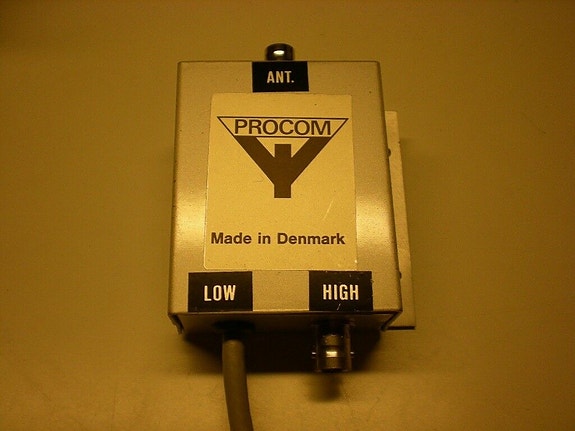 ANT.
PROCOM
Made in Denmark
LOW
HIGH